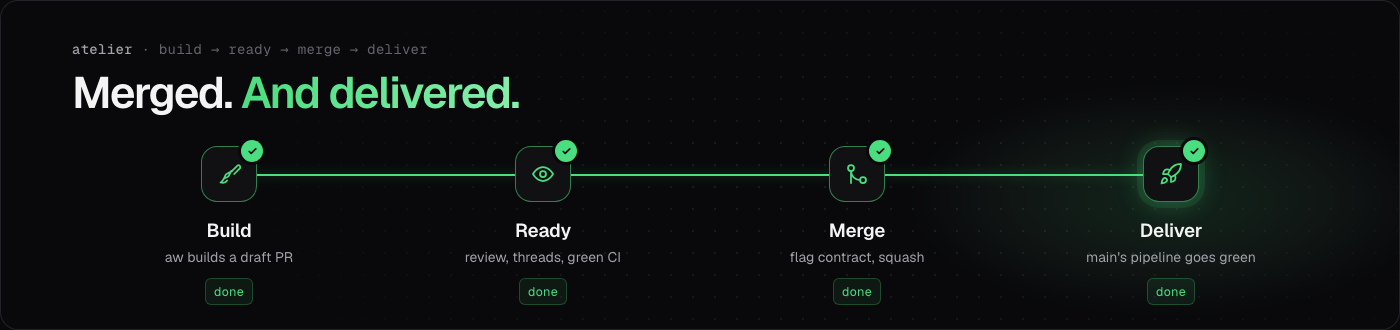 atelier · build → ready → merge → deliver
Merged. And delivered.
Build
aw builds a draft PR
done
Ready
review, threads, green CI
done
Merge
flag contract, squash
done
Deliver
main's pipeline goes green
done